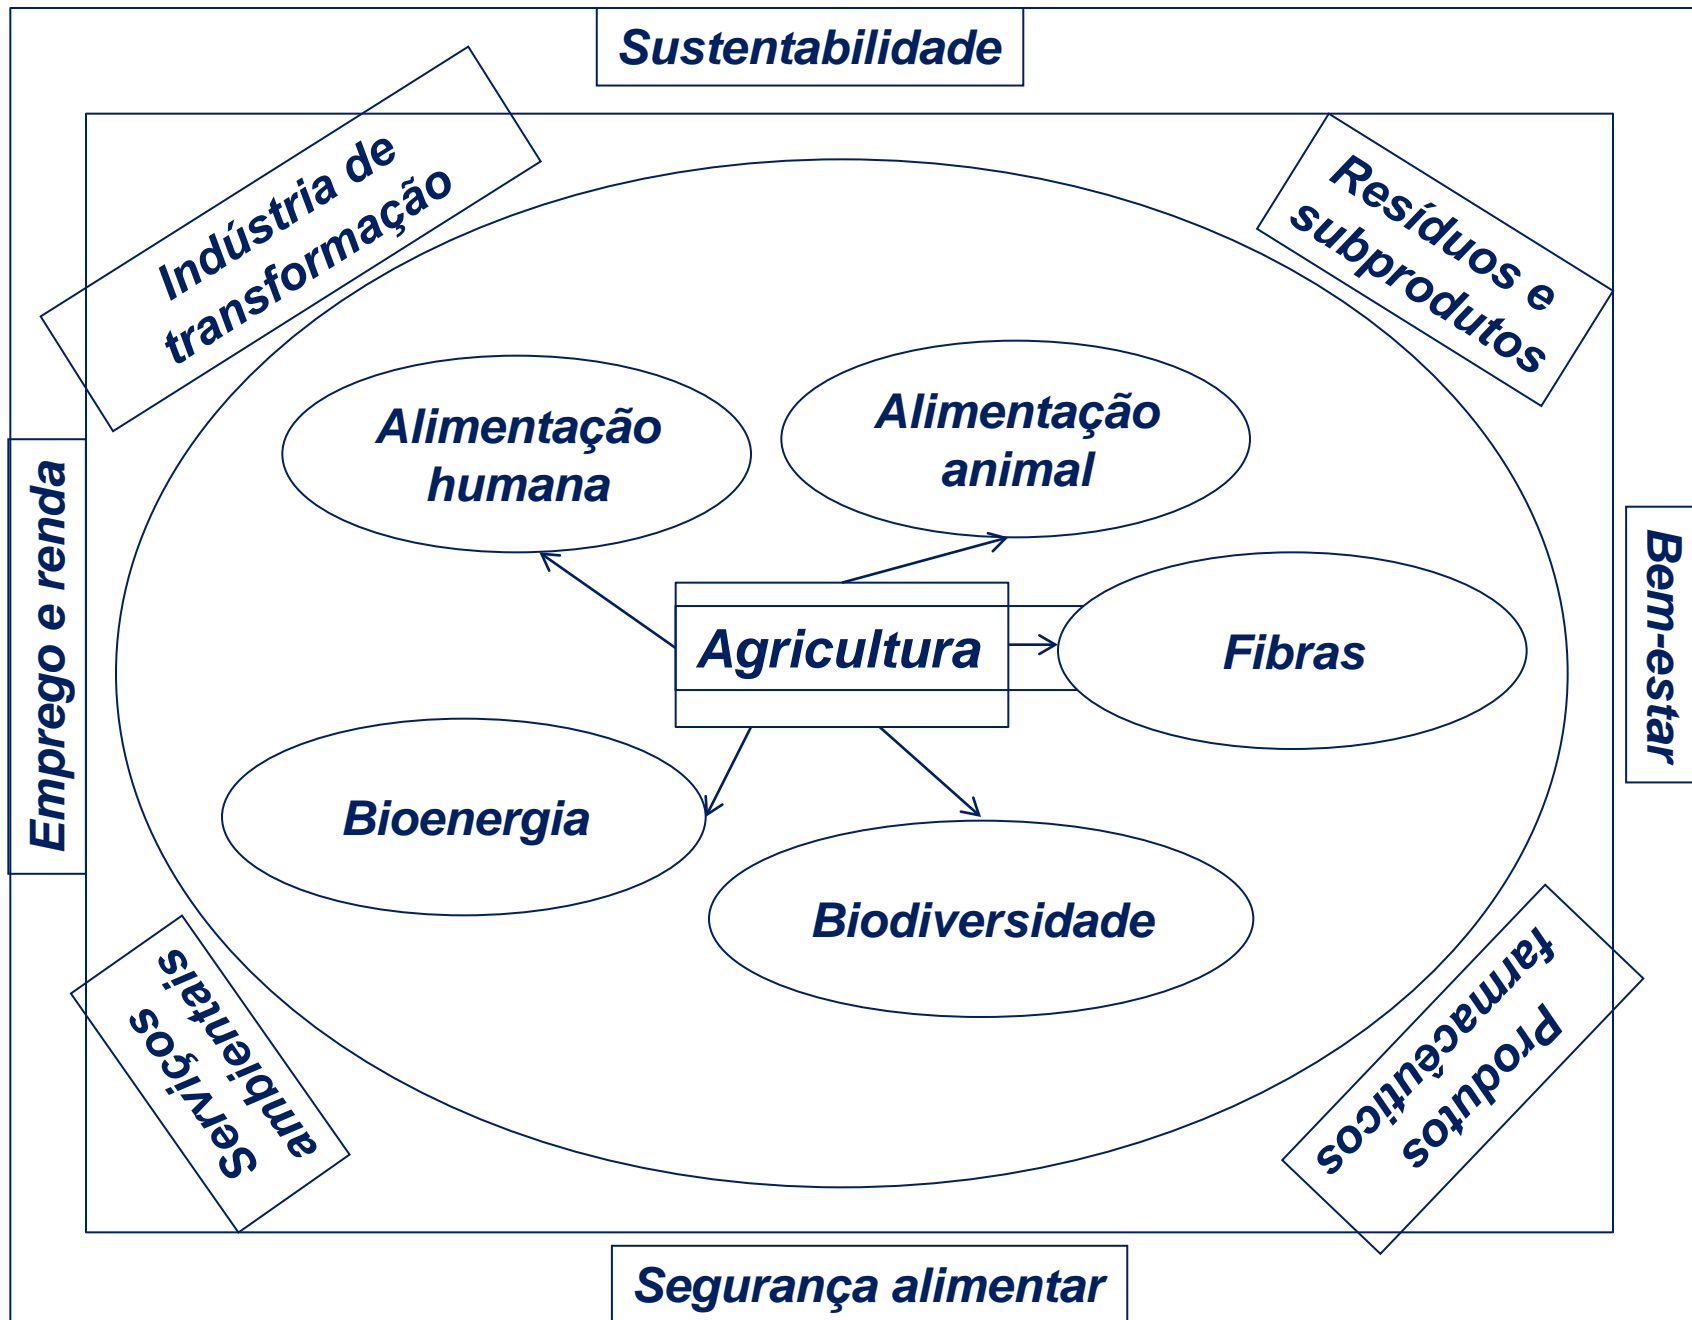 Sustentabilidade
Indústria de
transformação
Resíduos e
subprodutos
Alimentação
humana
Alimentação
animal
Emprego e renda
Agricultura
Fibras
Bem-estar
Bioenergia
Biodiversidade
Serviços
ambientais
Produtos
farmacêuticos
Segurança alimentar